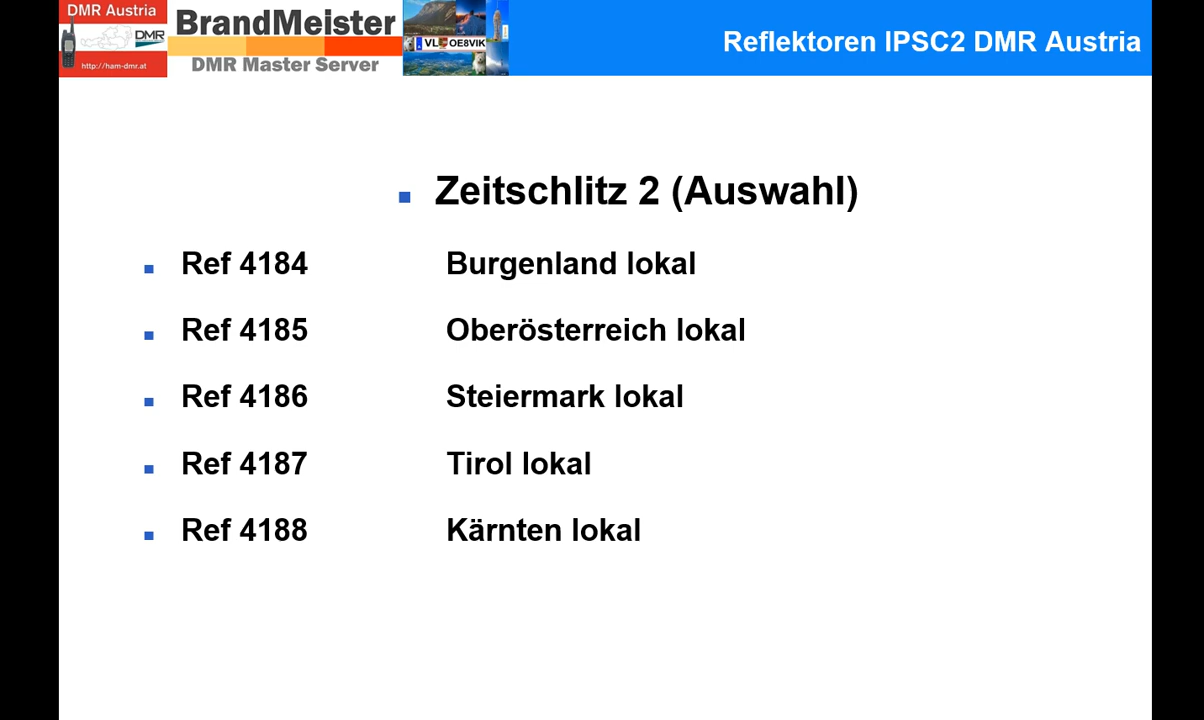 DMR Austria
DMR
http://ham-dmr.at
BrandMeister
DMR Master Server
VL OE8VIK
Reflektoren IPSC2 DMR Austria
Zeitschlitz 2 (Auswahl)
Ref 4184 Burgenland lokal
Ref 4185 Oberösterreich lokal
Ref 4186 Steiermark lokal
Ref 4187 Tirol lokal
Ref 4188 Kärnten lokal